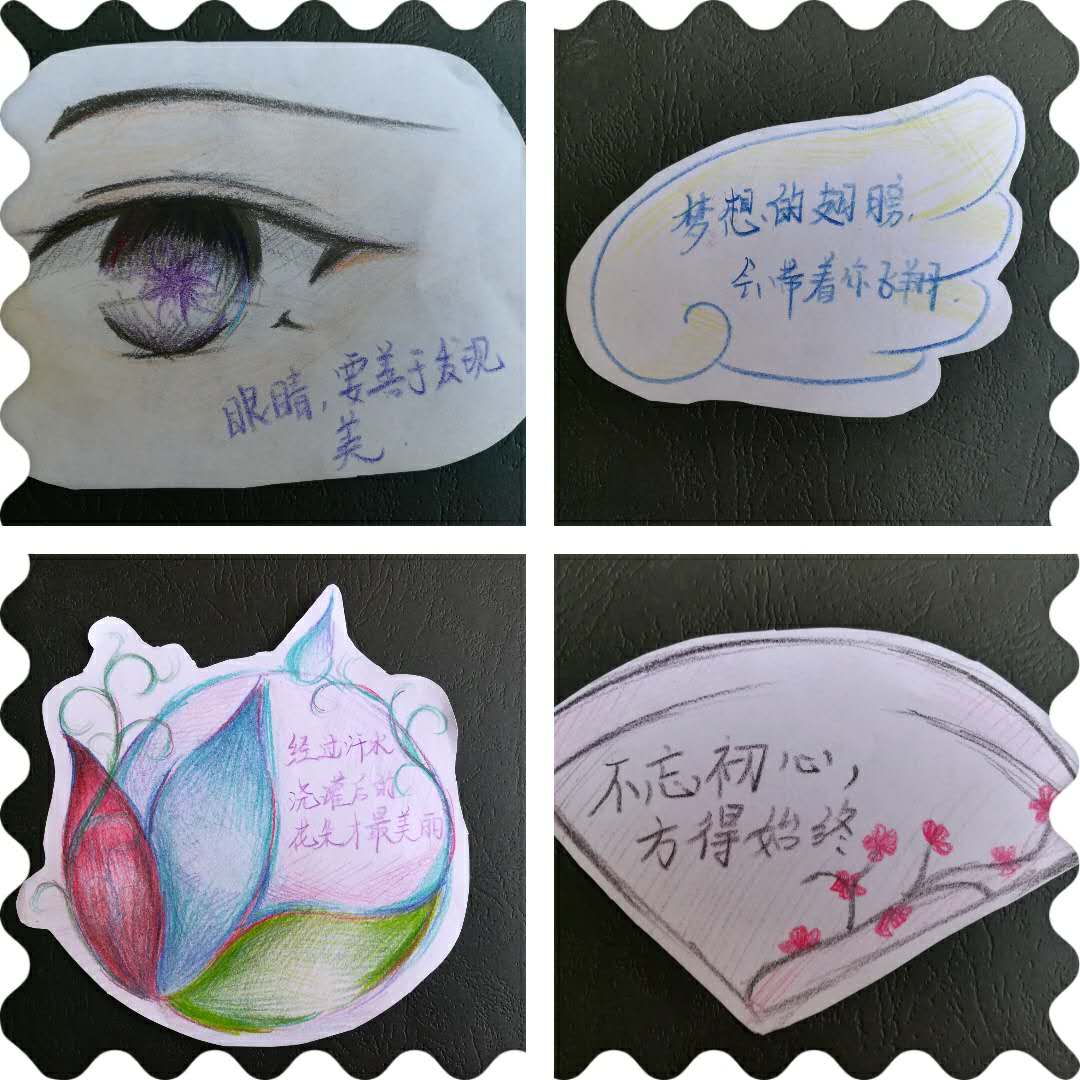 眼睛,要善于发现
美.
梦想的翅膀,
会带着你飞翔.
经过汗水
浇灌后的
花朵才最美丽
不忘初心,
方得始终